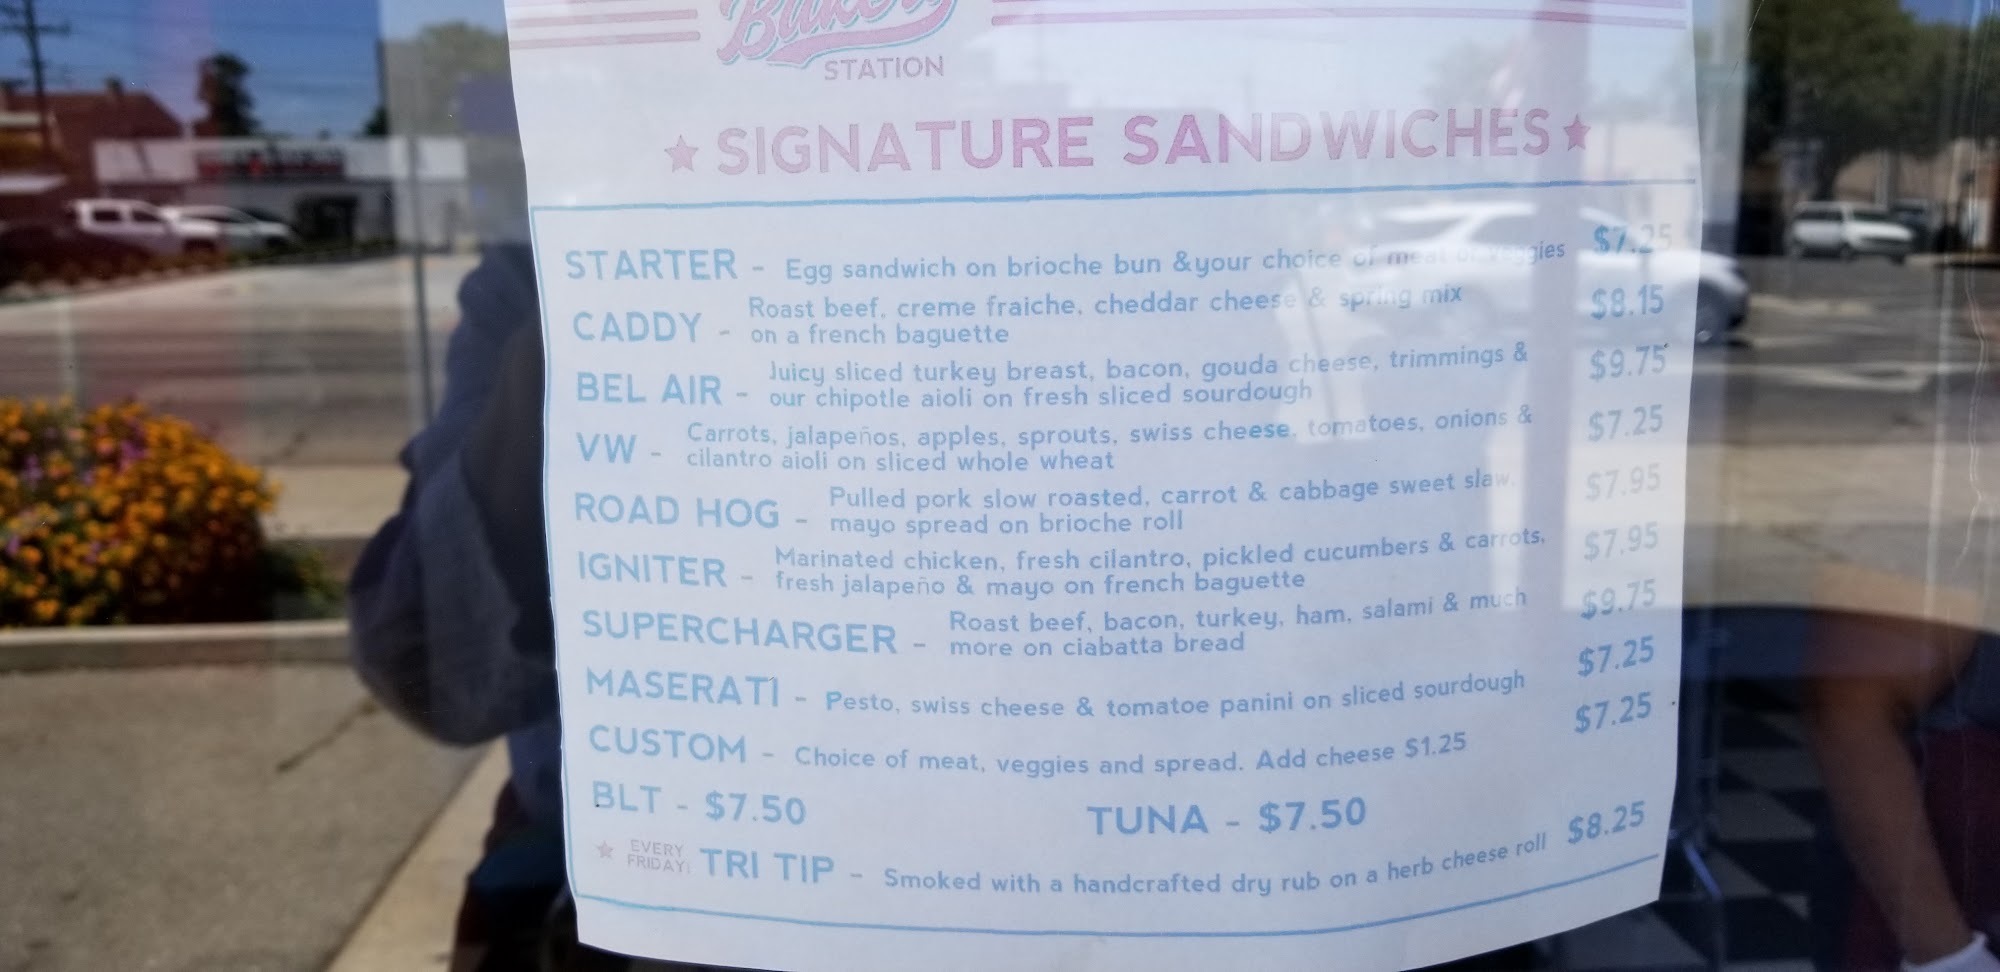 Bakery
STATION
★ SIGNATURE SANDWICHES ★
STARTER - Egg sandwich on brioche bun & your choice of meat or veggies $7.25
CADDY - Roast beef, creme fraiche, cheddar cheese & spring mix
on a french baguette $8.15
BEL AIR - Juicy sliced turkey breast, bacon, gouda cheese, trimmings &
our chipotle aioli on fresh sliced sourdough $9.75
VW - Carrots, jalapeños, apples, sprouts, swiss cheese, tomatoes, onions &
cilantro aioli on sliced whole wheat $7.25
ROAD HOG - Pulled pork slow roasted, carrot & cabbage sweet slaw,
mayo spread on brioche roll $7.95
IGNITER - Marinated chicken, fresh cilantro, pickled cucumbers & carrots,
fresh jalapeño & mayo on french baguette $7.95
SUPERCHARGER - Roast beef, bacon, turkey, ham, salami & much
more on ciabatta bread $9.75
MASERATI - Pesto, swiss cheese & tomatoe panini on sliced sourdough $7.25
CUSTOM - Choice of meat, veggies and spread. Add cheese $1.25 $7.25
BLT - $7.50 TUNA - $7.50
★ EVERY
FRIDAY! TRI TIP - Smoked with a handcrafted dry rub on a herb cheese roll $8.25